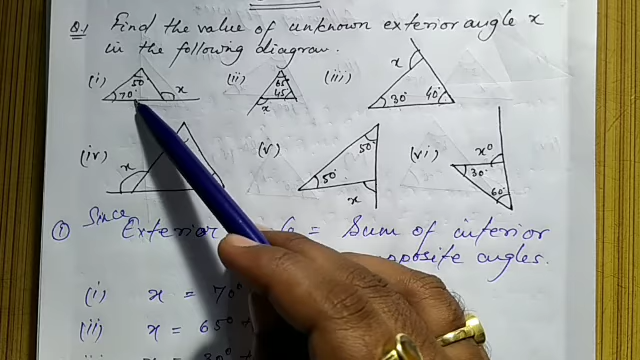 Q.1 Find the value of unknown exterior angle x
in the following diagram.
(i) 50° 70° x (ii) 65 45 x (iii) x 30° 40°
(iv) x (v) 50° 50° x (vi) x° 30° 60°
① Since Exterior = Sum of interior
opposite angles.
(i) x = 70°
(ii) x = 65° +